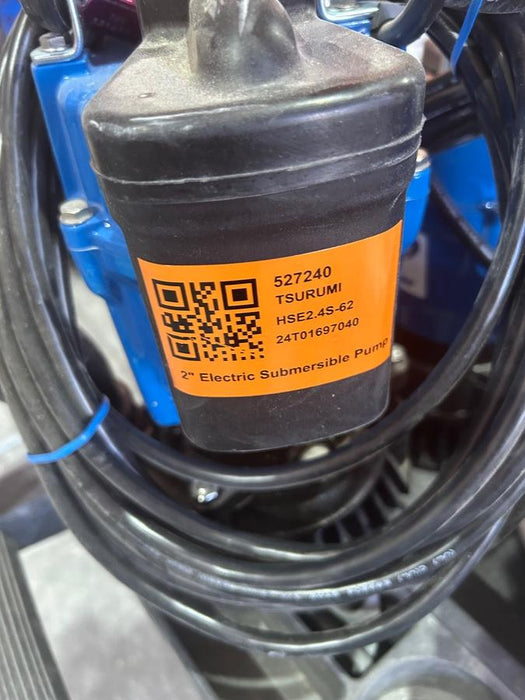 527240
TSURUMI
HSE2.4S-62
24T01697040
2" Electric Submersible Pump